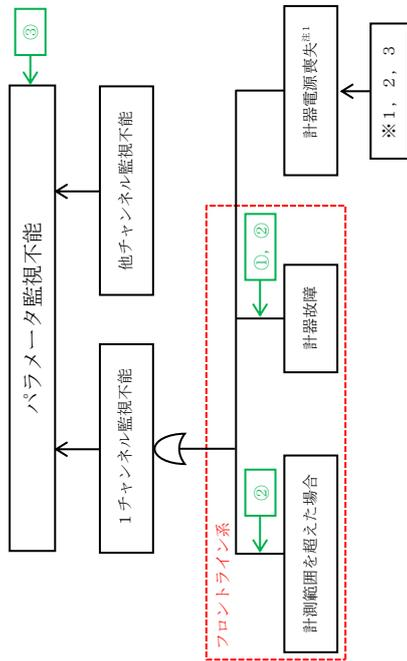 パラメータ監視不能
③
1チャンネル監視不能
他チャンネル監視不能
フロントライン系
②
①,②
計測範囲を超えた場合
計器故障
計器電源喪失注1
※1,2,3